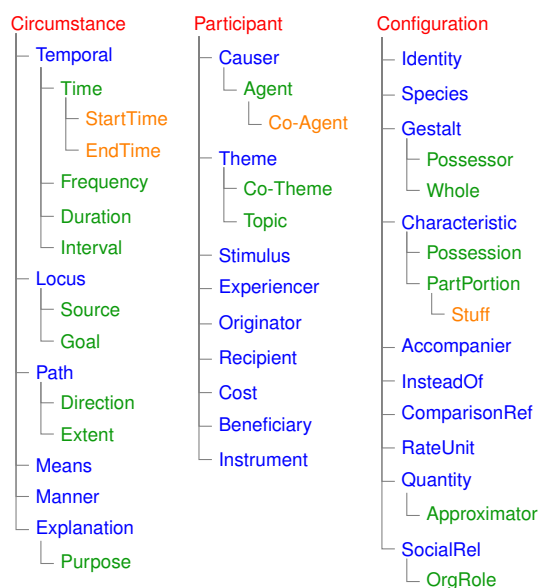 Circumstance
Temporal
Time
StartTime
EndTime
Frequency
Duration
Interval
Locus
Source
Goal
Path
Direction
Extent
Means
Manner
Explanation
Purpose
Participant
Causer
Agent
Co-Agent
Theme
Co-Theme
Topic
Stimulus
Experiencer
Originator
Recipient
Cost
Beneficiary
Instrument
Configuration
Identity
Species
Gestalt
Possessor
Whole
Characteristic
Possession
PartPortion
Stuff
Accompanier
InsteadOf
ComparisonRef
RateUnit
Quantity
Approximator
SocialRel
OrgRole